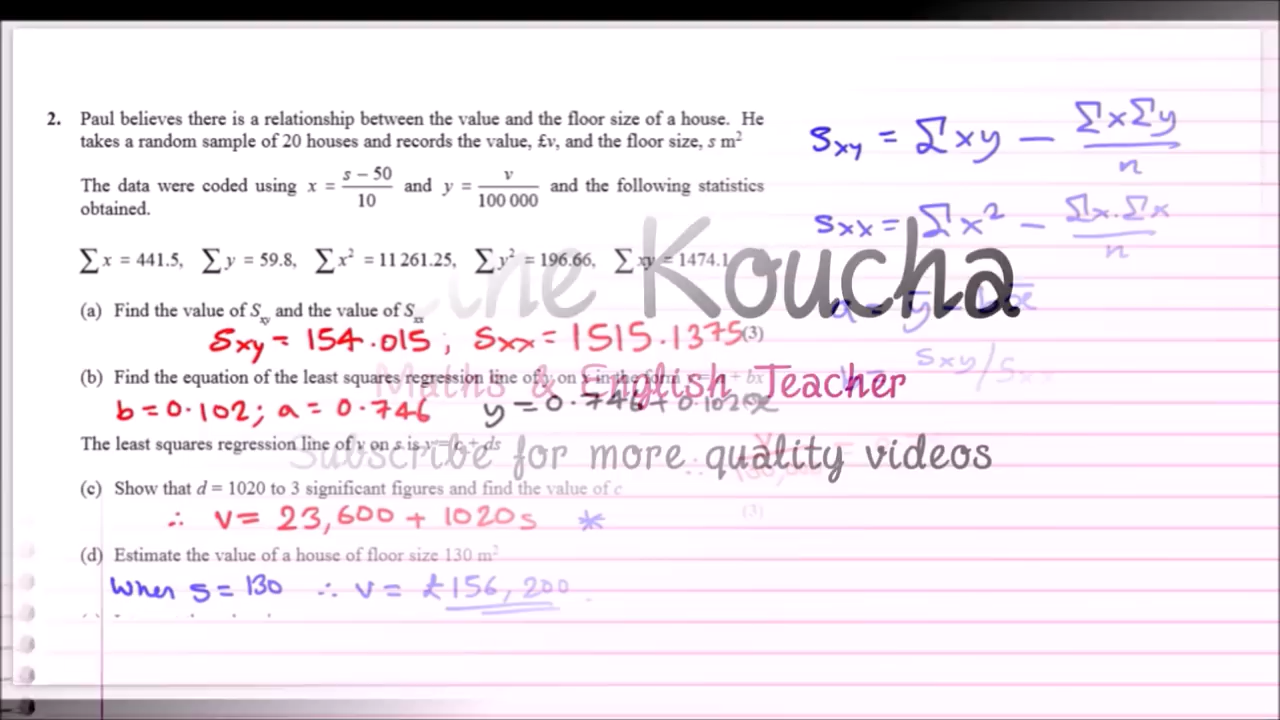 2. Paul believes there is a relationship between the value and the floor size of a house. He
takes a random sample of 20 houses and records the value, £v, and the floor size, s m²
The data were coded using x = (s − 50)/10 and y = v/100 000 and the following statistics
obtained.
∑x = 441.5, ∑y = 59.8, ∑x² = 11 261.25, ∑y² = 196.66, ∑xy = 1474.1
(a) Find the value of Sxy and the value of Sxx
Sxy = 154.015 ; Sxx = 1515.1375 (3)
(b) Find the equation of the least squares regression line of y on x in the form + bx
b = 0.102 ; a = 0.746 y = 0.746 + 0.102x
The least squares regression line of v on s is v = c + ds
(c) Show that d = 1020 to 3 significant figures and find the value of c
∴ v = 23,600 + 1020s *
(3)
(d) Estimate the value of a house of floor size 130 m²
When s = 130 ∴ v = £156,200
Sxy = ∑xy − ∑x∑y/n
Sxx = ∑x² − ∑x.∑x/n
Sxy/Sxx
Koucha
Maths & English Teacher
Subscribe for more quality videos